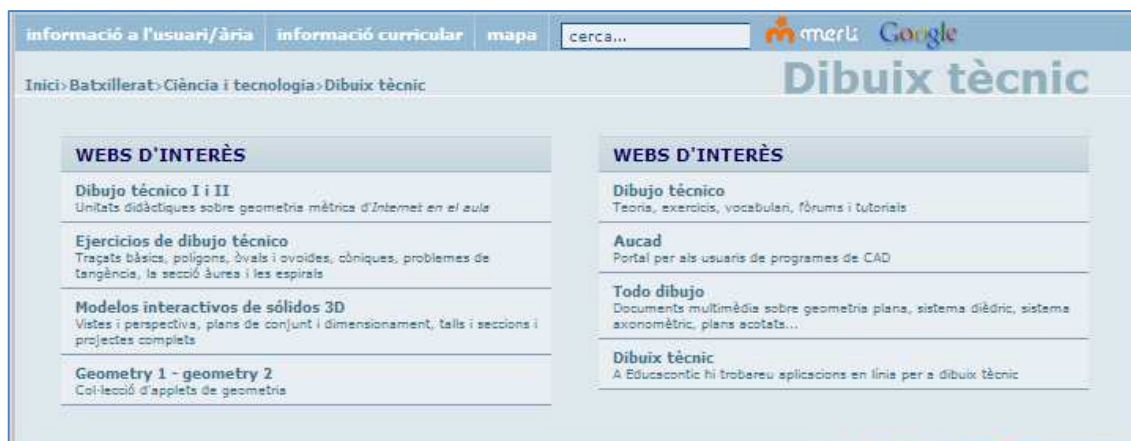 informació a l'usuari/ària informació curricular mapa cerca... merlí Google
Inici>Batxillerat>Ciència i tecnologia>Dibuix tècnic
Dibuix tècnic
WEBS D'INTERÈS
Dibujo técnico I i II
Unitats didàctiques sobre geometria mètrica d'Internet en el aula
Ejercicios de dibujo técnico
Traçats bàsics, polígons, òvals i ovoides, còniques, problemes de
tangència, la secció àurea i les espirals
Modelos interactivos de sólidos 3D
Vistes i perspectiva, plans de conjunt i dimensionament, talls i seccions i
projectes complets
Geometry 1 - geometry 2
Col·lecció d'applets de geometria
WEBS D'INTERÈS
Dibujo técnico
Teoria, exercicis, vocabulari, fòrums i tutorials
Aucad
Portal per als usuaris de programes de CAD
Todo dibujo
Documents multimèdia sobre geometria plana, sistema dièdric, sistema
axonomètric, plans acotats...
Dibuix tècnic
A Educacontic hi trobareu aplicacions en línia per a dibuix tècnic